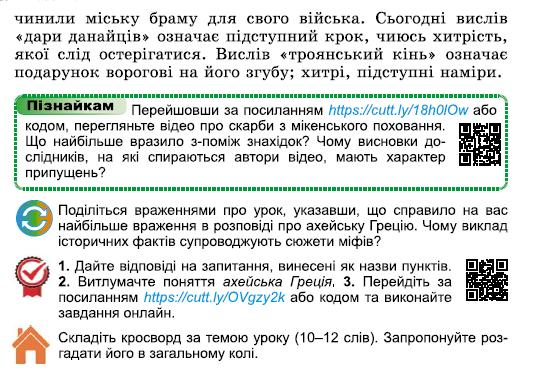 чинили міську браму для свого війська. Сьогодні вислів
«дари данайців» означає підступний крок, чиюсь хитрість,
якої слід остерігатися. Вислів «троянський кінь» означає
подарунок ворогові на його згубу; хитрі, підступні наміри.
Пізнайкам
Перейшовши за посиланням https://cutt.ly/18h0lOw або
кодом, перегляньте відео про скарби з мікенського поховання.
Що найбільше вразило з-поміж знахідок? Чому висновки до-
слідників, на які спираються автори відео, мають характер
припущень?
Поділіться враженнями про урок, указавши, що справило на вас
найбільше враження в розповіді про ахейську Грецію. Чому виклад
історичних фактів супроводжують сюжети міфів?
1. Дайте відповіді на запитання, винесені як назви пунктів.
2. Витлумачте поняття ахейська Греція. 3. Перейдіть за
посиланням https://cutt.ly/OVgzy2k або кодом та виконайте
завдання онлайн.
Складіть кросворд за темою уроку (10–12 слів). Запропонуйте роз-
гадати його в загальному колі.